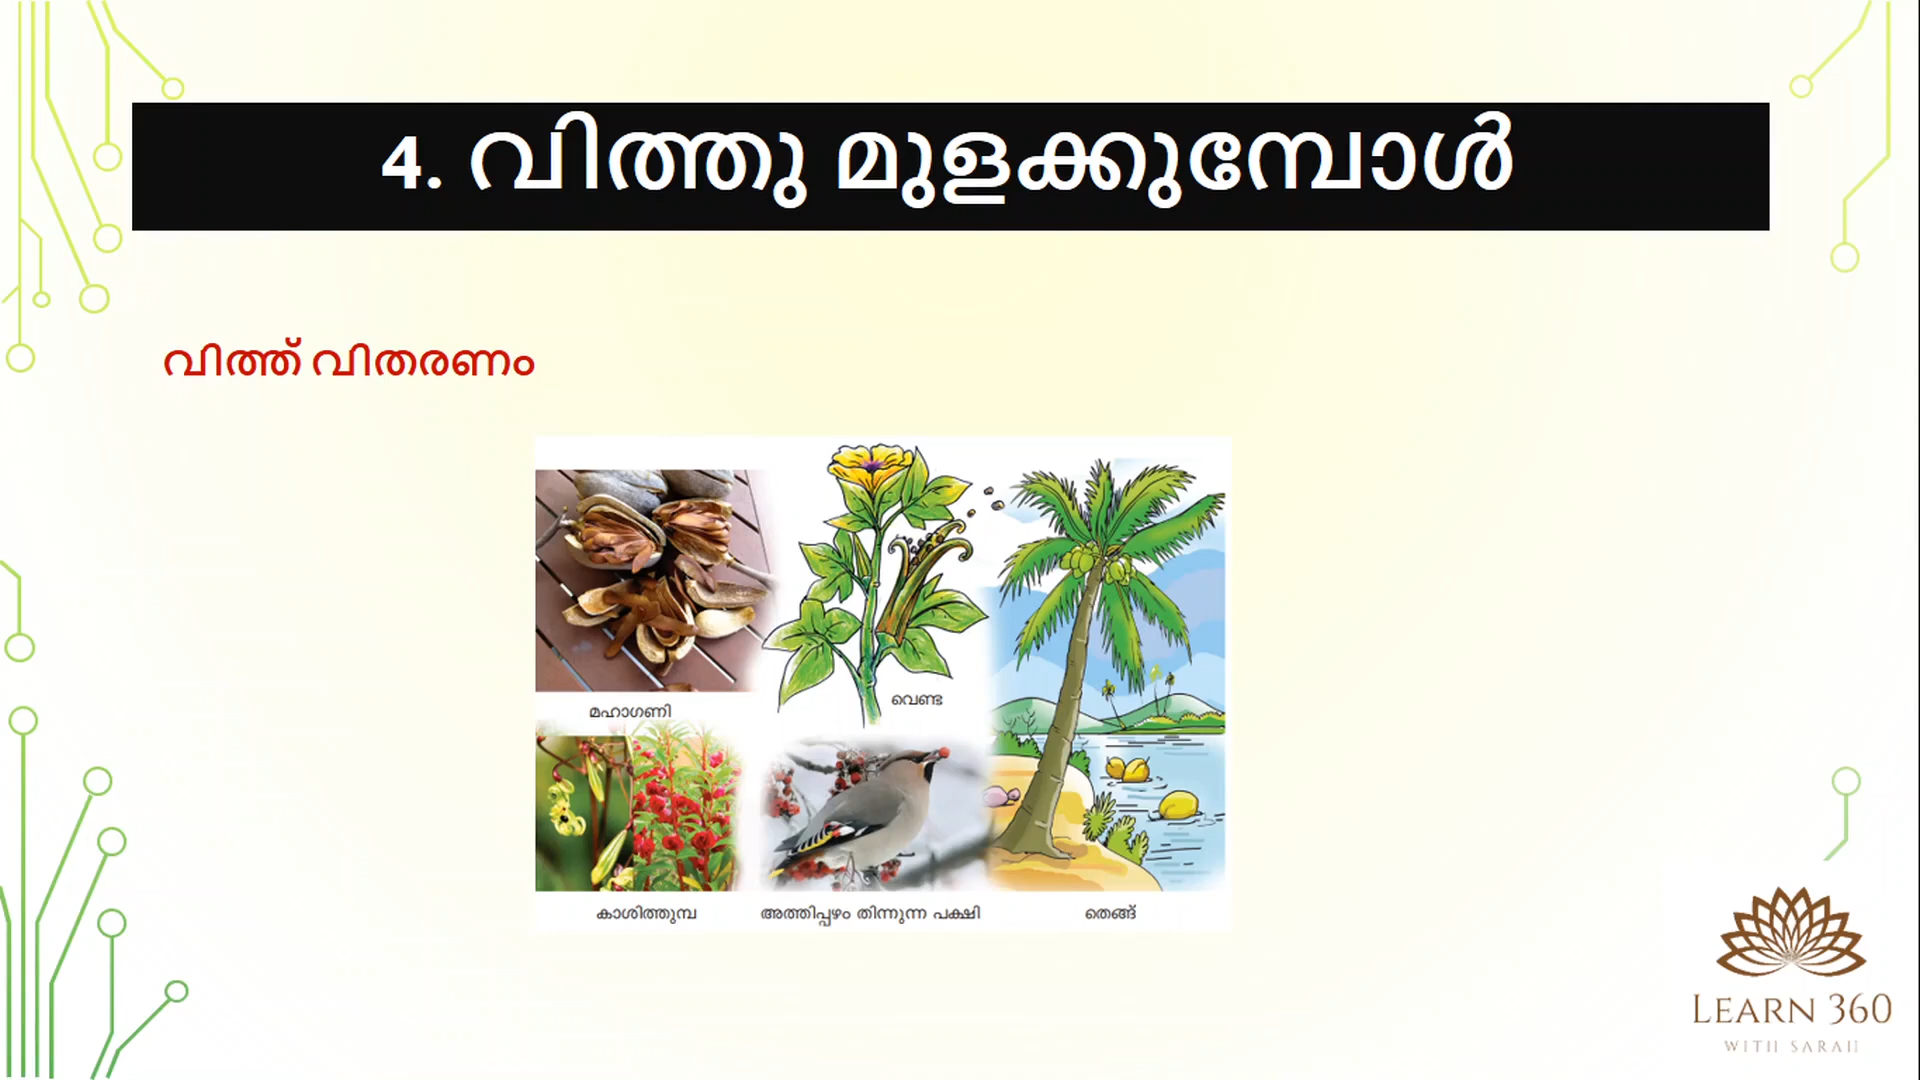 4. വിത്തു മുളക്കുമ്പോൾ
വിത്ത് വിതരണം
മഹാഗണി
വെണ്ട
കാശിത്തുമ്പ
അത്തിപ്പഴം തിന്നുന്ന പക്ഷി
തെങ്ങ്
LEARN 360
WITH SARAH